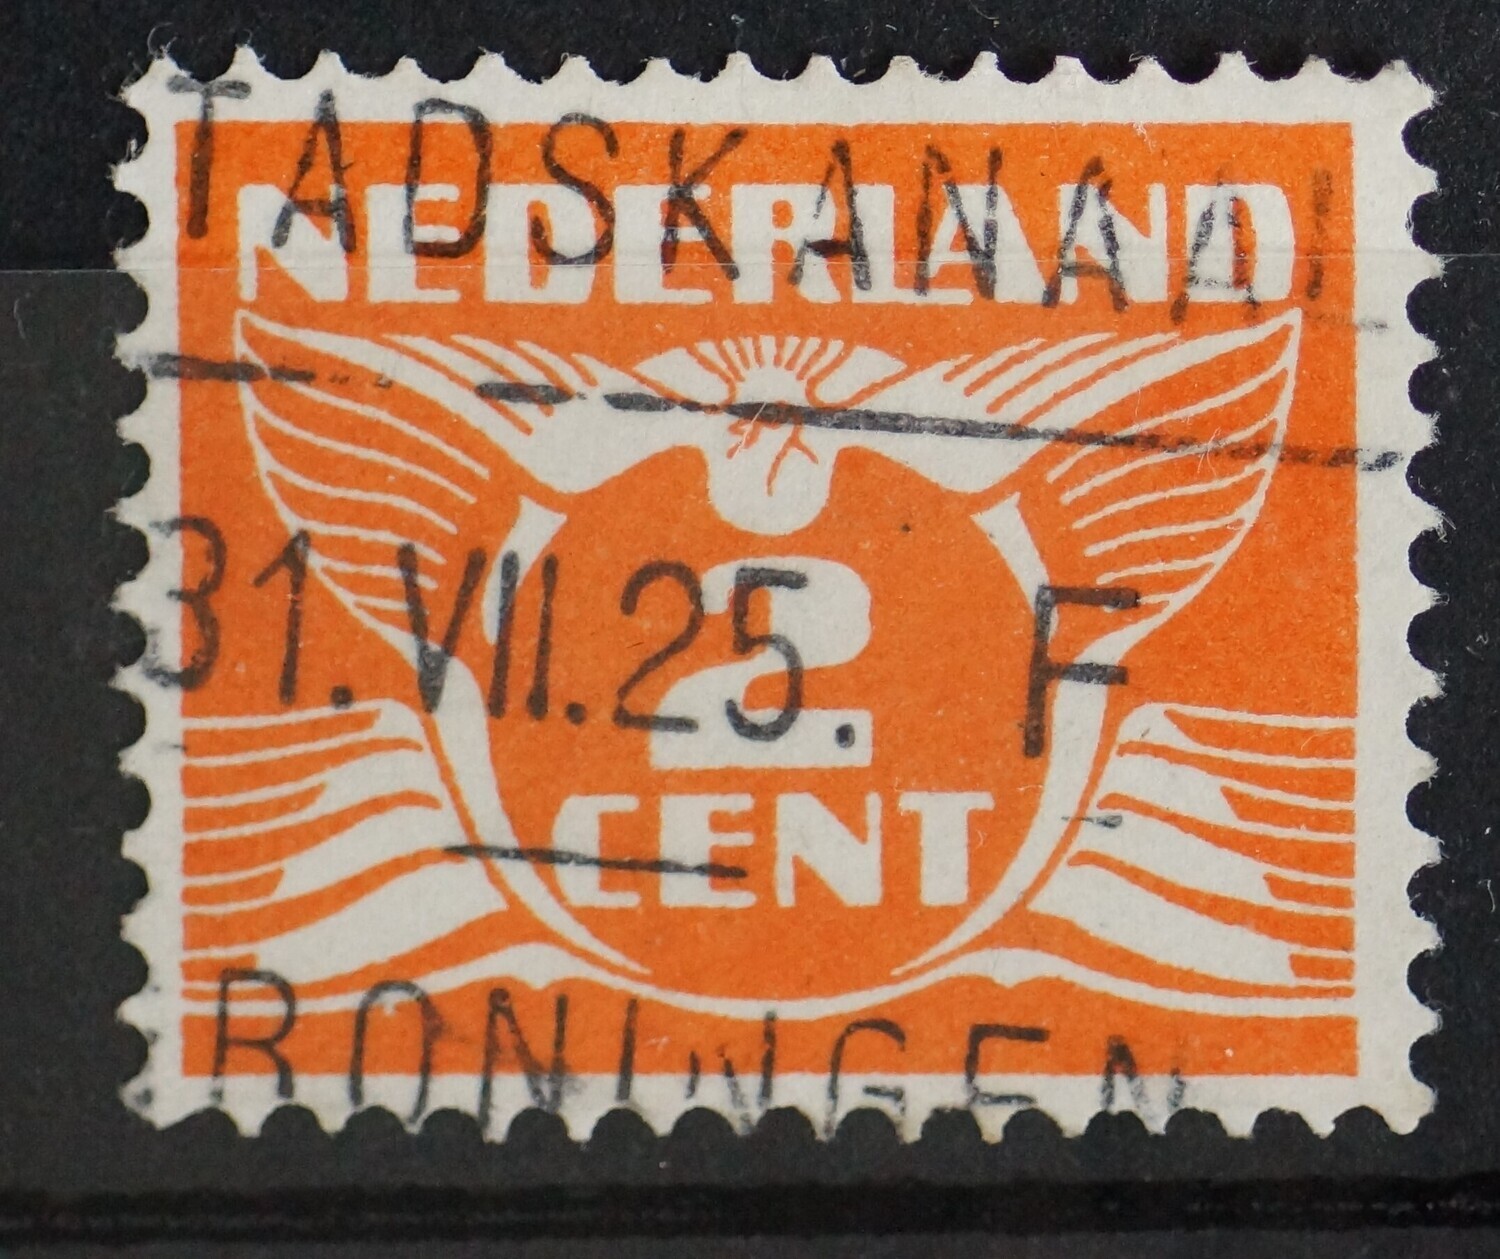 TADSKANAAL
NEDERLAND
31.VII.25. F
2
CENT
RONINGEN